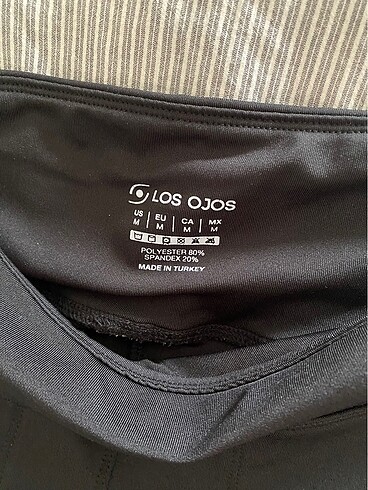 LOS OJOS
US | EU | CA | MX
M | M | M | M
POLYESTER 80%
SPANDEX 20%
MADE IN TURKEY